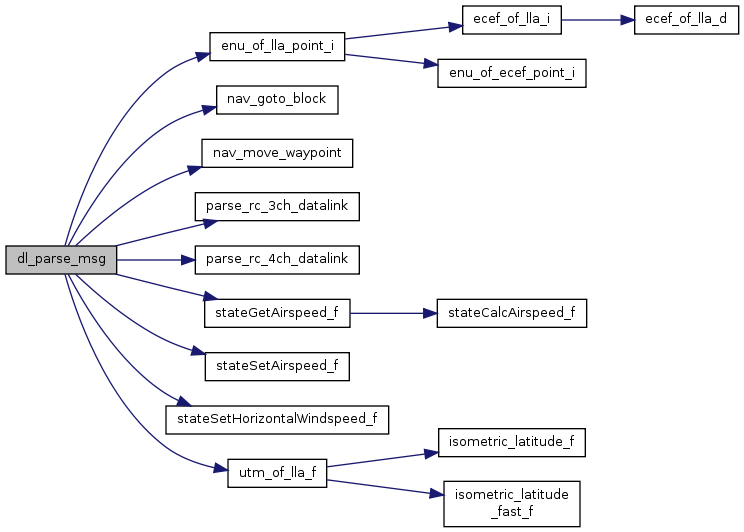 ecef_of_lla_i
ecef_of_lla_d
enu_of_lla_point_i
enu_of_ecef_point_i
nav_goto_block
nav_move_waypoint
parse_rc_3ch_datalink
dl_parse_msg
parse_rc_4ch_datalink
stateGetAirspeed_f
stateCalcAirspeed_f
stateSetAirspeed_f
stateSetHorizontalWindspeed_f
isometric_latitude_f
utm_of_lla_f
isometric_latitude
_fast_f